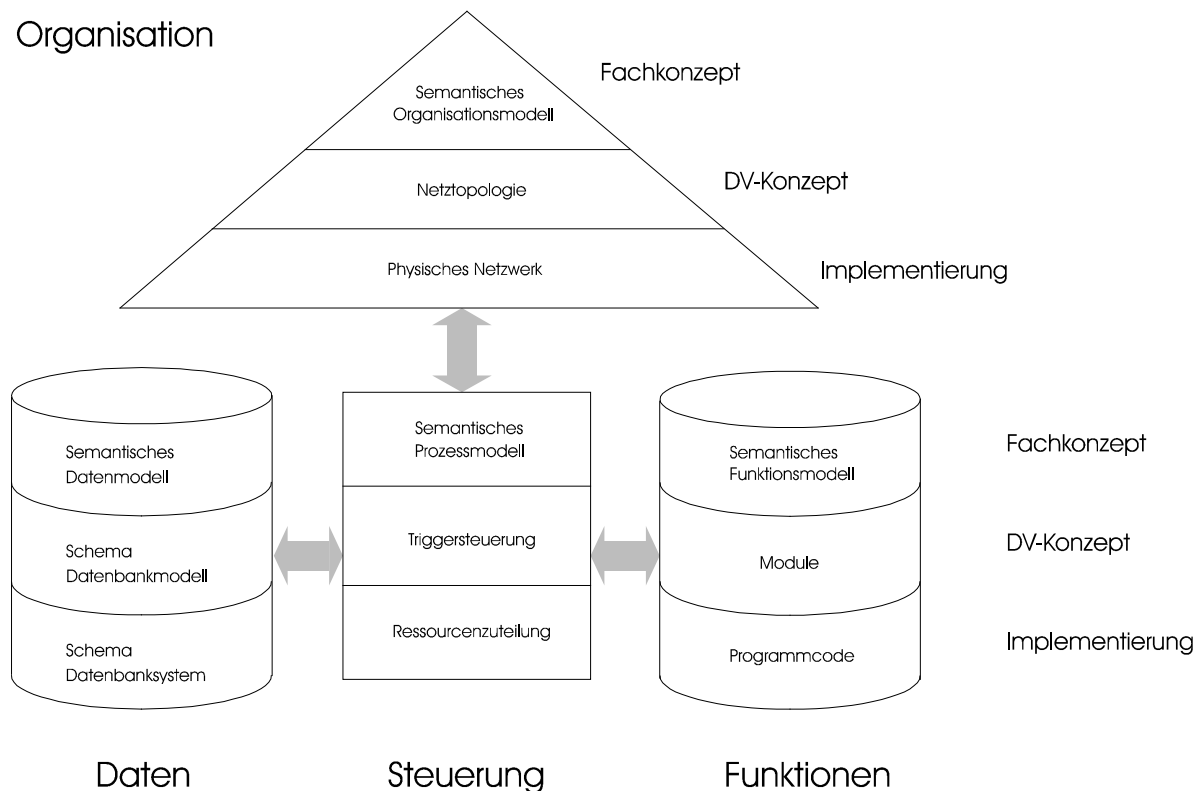 Organisation
Fachkonzept
Semantisches
Organisationsmodell
DV-Konzept
Netztopologie
Implementierung
Physisches Netzwerk
Semantisches
Datenmodell
Semantisches
Prozessmodell
Semantisches
Funktionsmodell
Fachkonzept
Schema
Datenbankmodell
Triggersteuerung
Module
DV-Konzept
Schema
Datenbanksystem
Ressourcenzuteilung
Programmcode
Implementierung
Daten
Steuerung
Funktionen